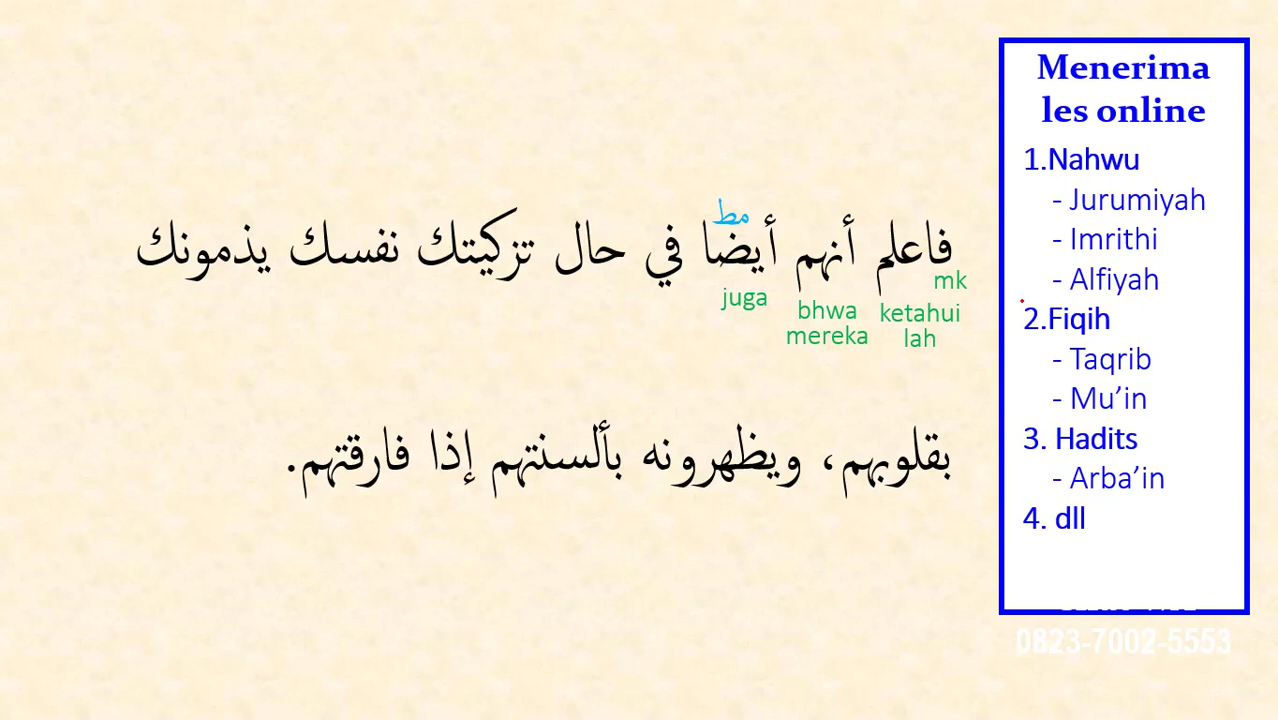 مط
فاعلم أنهم أيضا في حال تزكيتك نفسك يذمونك
mk
ketahui
lah
bhwa
mereka
juga
بقلوبهم، ويظهرونه بألسنتهم إذا فارقتهم.
Menerima
les online
1.Nahwu
- Jurumiyah
- Imrithi
- Alfiyah
2.Fiqih
- Taqrib
- Mu’in
3. Hadits
- Arba’in
4. dll
0823-7002-5553